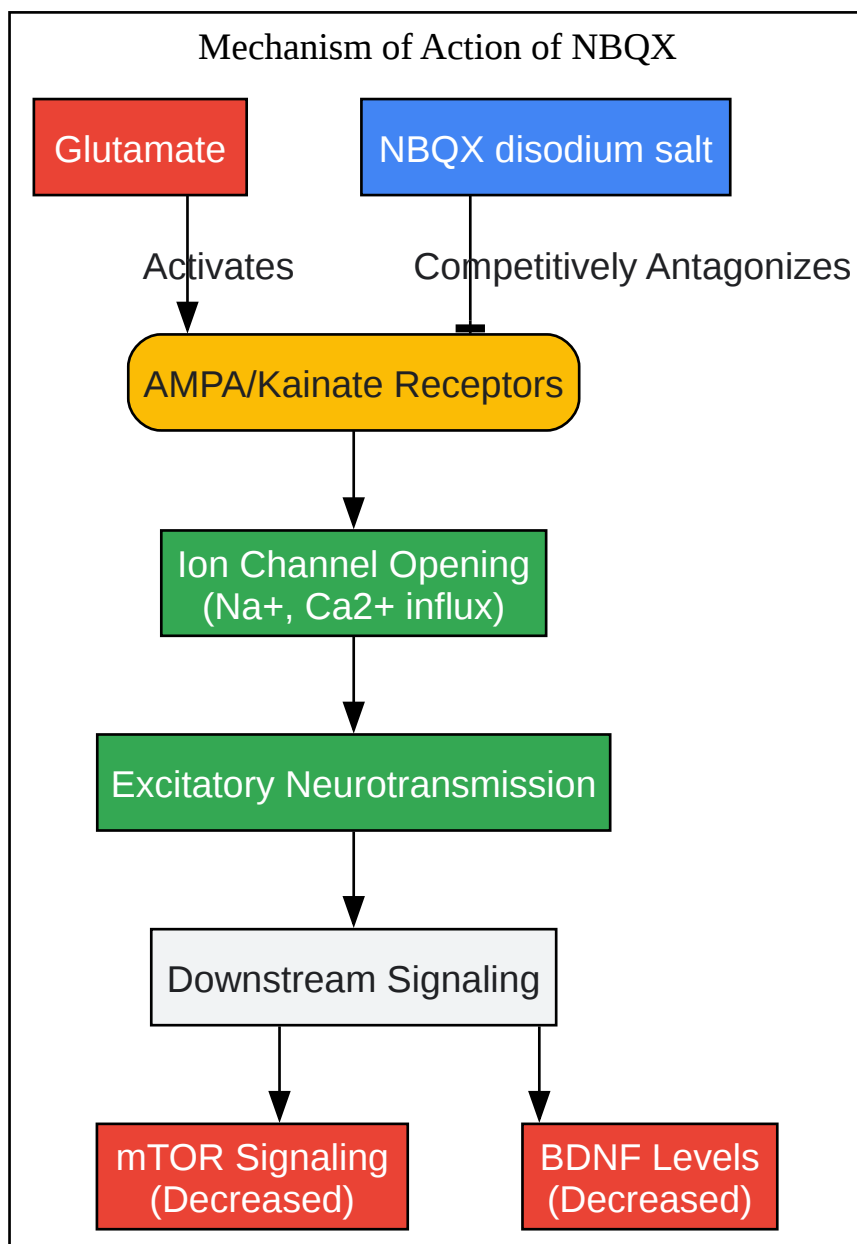 Mechanism of Action of NBQX
Glutamate
NBQX disodium salt
Activates
Competitively Antagonizes
AMPA/Kainate Receptors
Ion Channel Opening
(Na+, Ca2+ influx)
Excitatory Neurotransmission
Downstream Signaling
mTOR Signaling
(Decreased)
BDNF Levels
(Decreased)